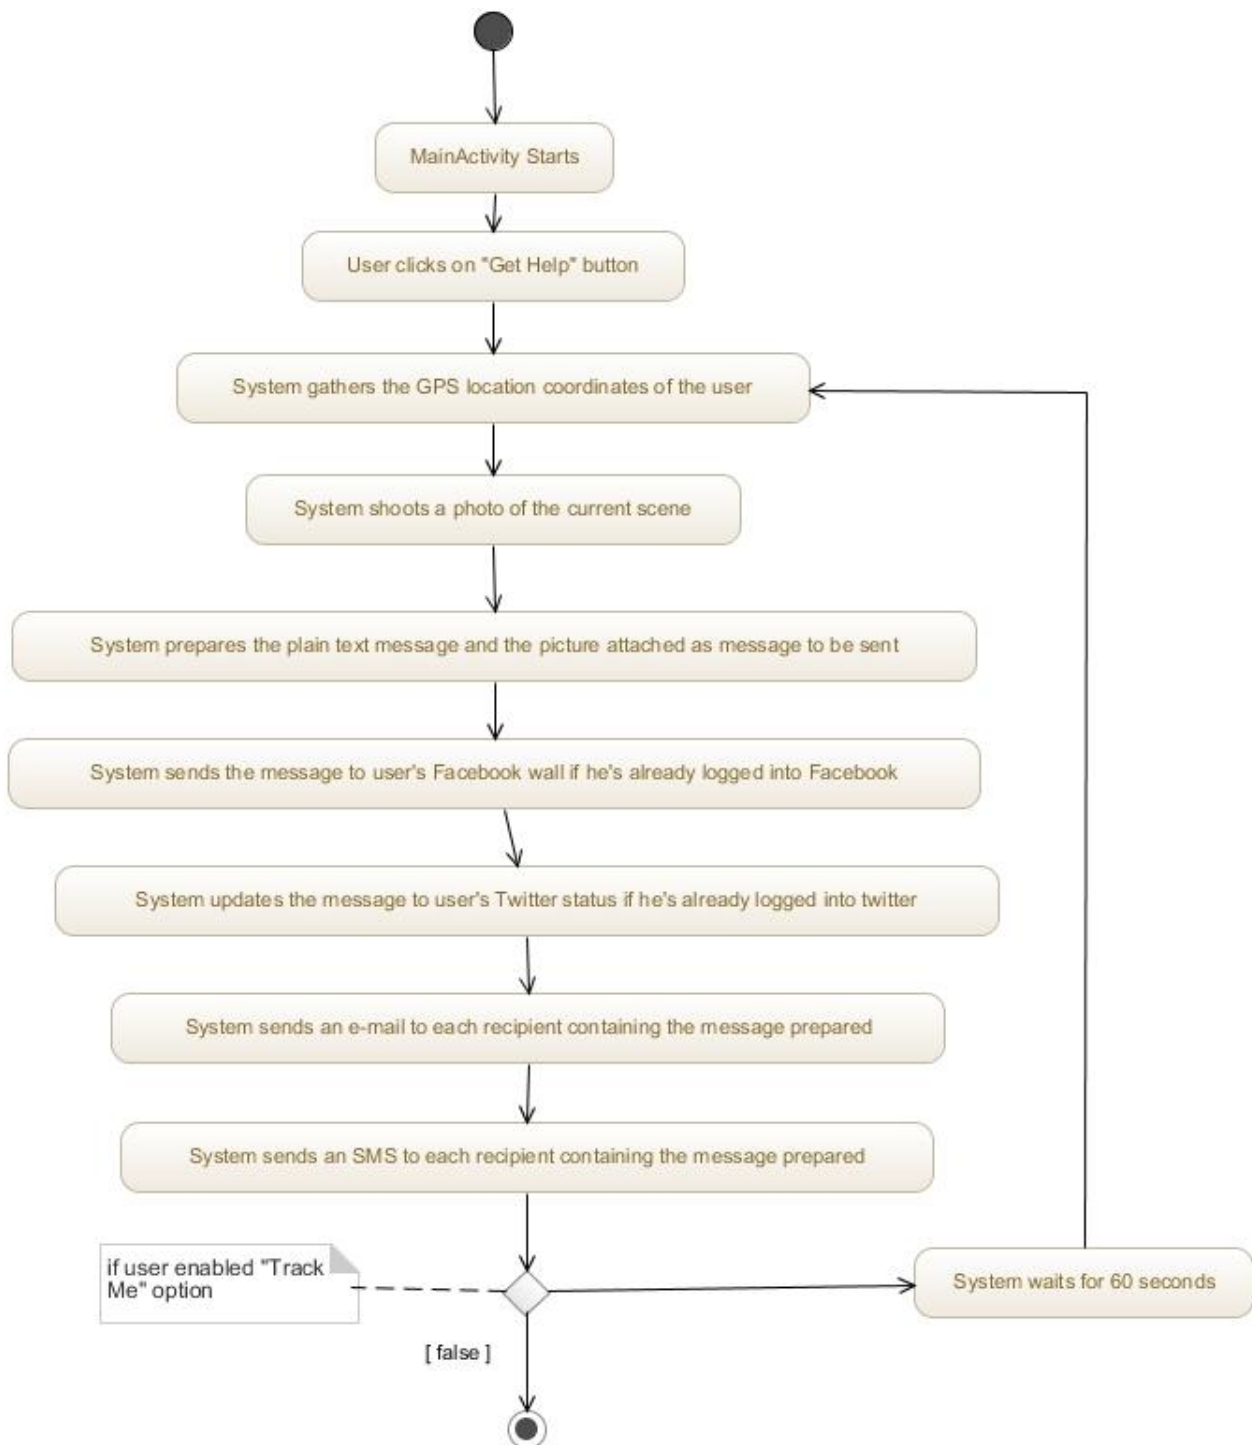 MainActivity Starts
User clicks on "Get Help" button
System gathers the GPS location coordinates of the user
System shoots a photo of the current scene
System prepares the plain text message and the picture attached as message to be sent
System sends the message to user's Facebook wall if he's already logged into Facebook
System updates the message to user's Twitter status if he's already logged into twitter
System sends an e-mail to each recipient containing the message prepared
System sends an SMS to each recipient containing the message prepared
if user enabled "Track
Me" option
System waits for 60 seconds
[ false ]